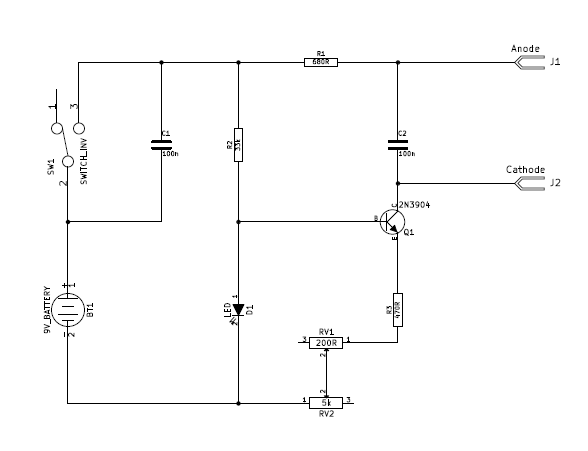 Anode
J1
R1
680R
1
3
SW1
SWITCH_INV
2
C1
100n
R2
33k
C2
100n
Cathode
J2
C
2N3904
B
Q1
E
9V_BATTERY
+
1
BT1
-
2
LED
1
D1
2
R3
470R
RV1
3
200R
1
2
2
1
5k
3
RV2